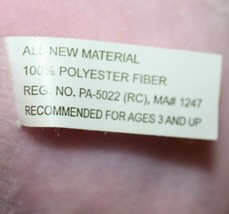 ALL NEW MATERIAL
100% POLYESTER FIBER
REG. NO. PA-5022 (RC), MA# 1247
RECOMMENDED FOR AGES 3 AND UP